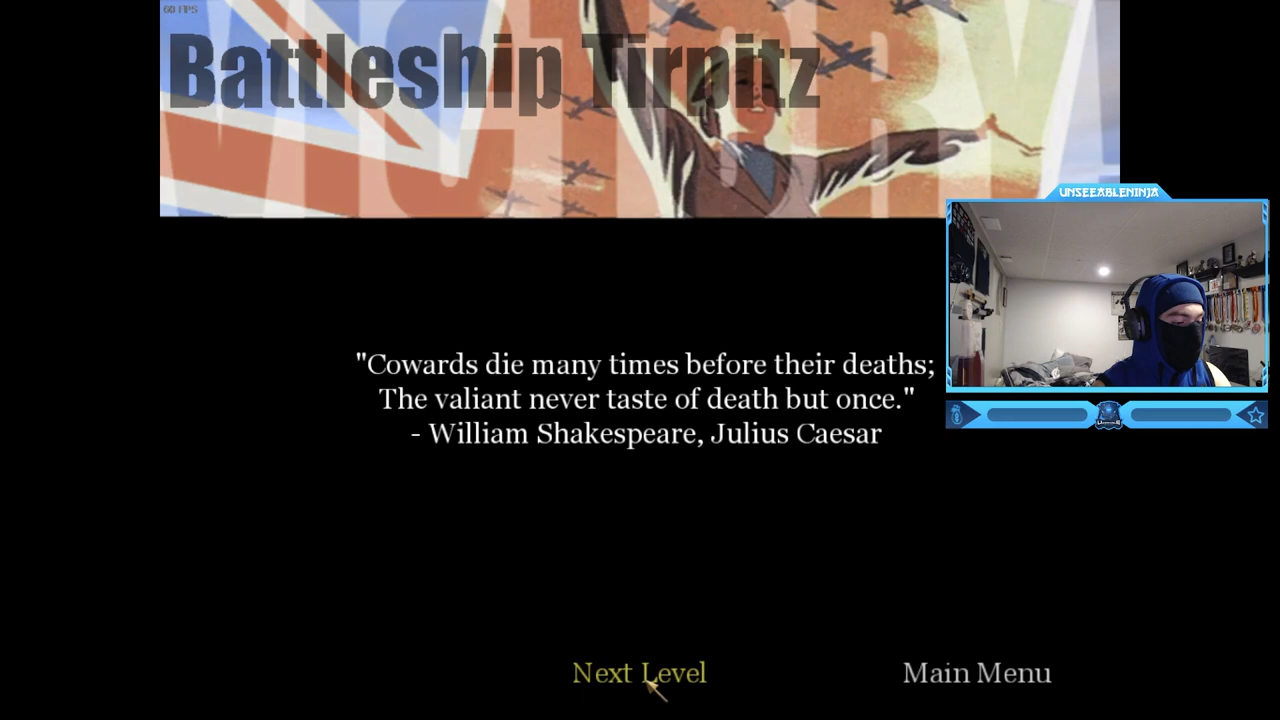 60 FPS
VICTORY
Battleship Tirpitz
UNSEEABLENINJA
"Cowards die many times before their deaths;
The valiant never taste of death but once."
- William Shakespeare, Julius Caesar
Next Level
Main Menu